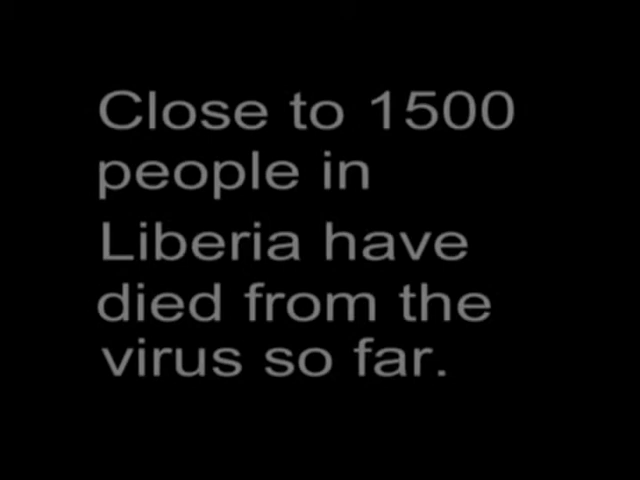 Close to 1500
people in
Liberia have
died from the
virus so far.